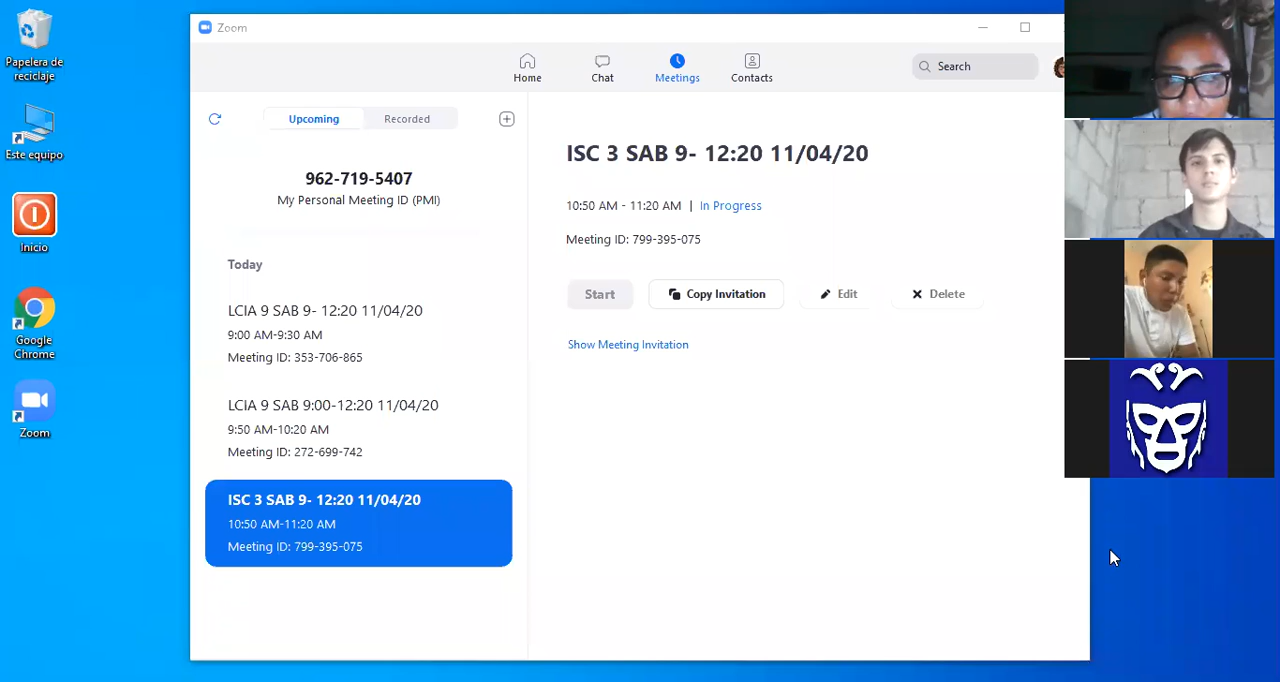 Papelera de
reciclaje
Este equipo
Inicio
Google
Chrome
Zoom
Zoom
Home
Chat
Meetings
Contacts
Search
Upcoming
Recorded
962-719-5407
My Personal Meeting ID (PMI)
Today
LCIA 9 SAB 9- 12:20 11/04/20
9:00 AM-9:30 AM
Meeting ID: 353-706-865
LCIA 9 SAB 9:00-12:20 11/04/20
9:50 AM-10:20 AM
Meeting ID: 272-699-742
ISC 3 SAB 9- 12:20 11/04/20
10:50 AM-11:20 AM
Meeting ID: 799-395-075
ISC 3 SAB 9- 12:20 11/04/20
10:50 AM - 11:20 AM | In Progress
Meeting ID: 799-395-075
Start
Copy Invitation
Edit
Delete
Show Meeting Invitation